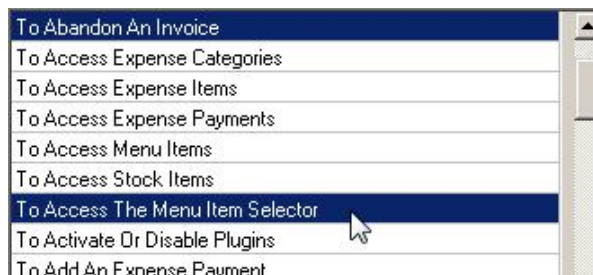 To Abandon An Invoice
To Access Expense Categories
To Access Expense Items
To Access Expense Payments
To Access Menu Items
To Access Stock Items
To Access The Menu Item Selector
To Activate Or Disable Plugins
To Add An Expense Payment